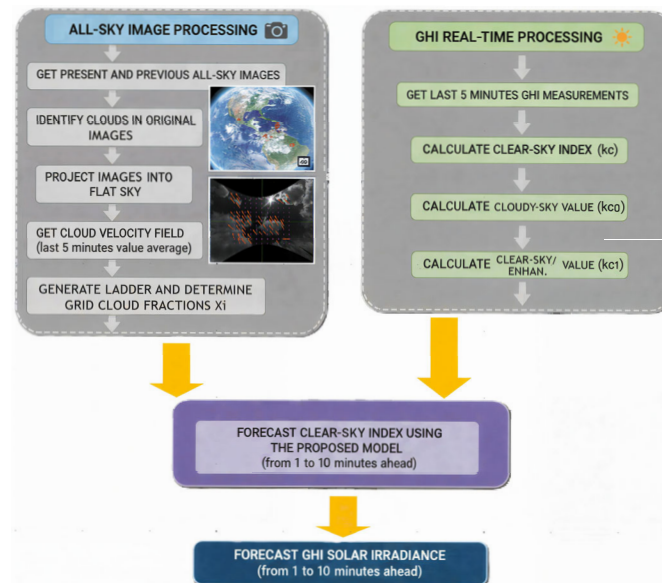 ALL-SKY IMAGE PROCESSING
GET PRESENT AND PREVIOUS ALL-SKY IMAGES
IDENTIFY CLOUDS IN ORIGINAL
IMAGES
PROJECT IMAGES INTO
FLAT SKY
GET CLOUD VELOCITY FIELD
(last 5 minutes value average)
GENERATE LADDER AND DETERMINE
GRID CLOUD FRACTIONS Xi
GHI REAL-TIME PROCESSING
GET LAST 5 MINUTES GHI MEASUREMENTS
CALCULATE CLEAR-SKY INDEX (kc)
CALCULATE CLOUDY-SKY VALUE (kc0)
CALCULATE CLEAR-SKY/ENHAN. VALUE (kc1)
FORECAST CLEAR-SKY INDEX USING
THE PROPOSED MODEL
(from 1 to 10 minutes ahead)
FORECAST GHI SOLAR IRRADIANCE
(from 1 to 10 minutes ahead)